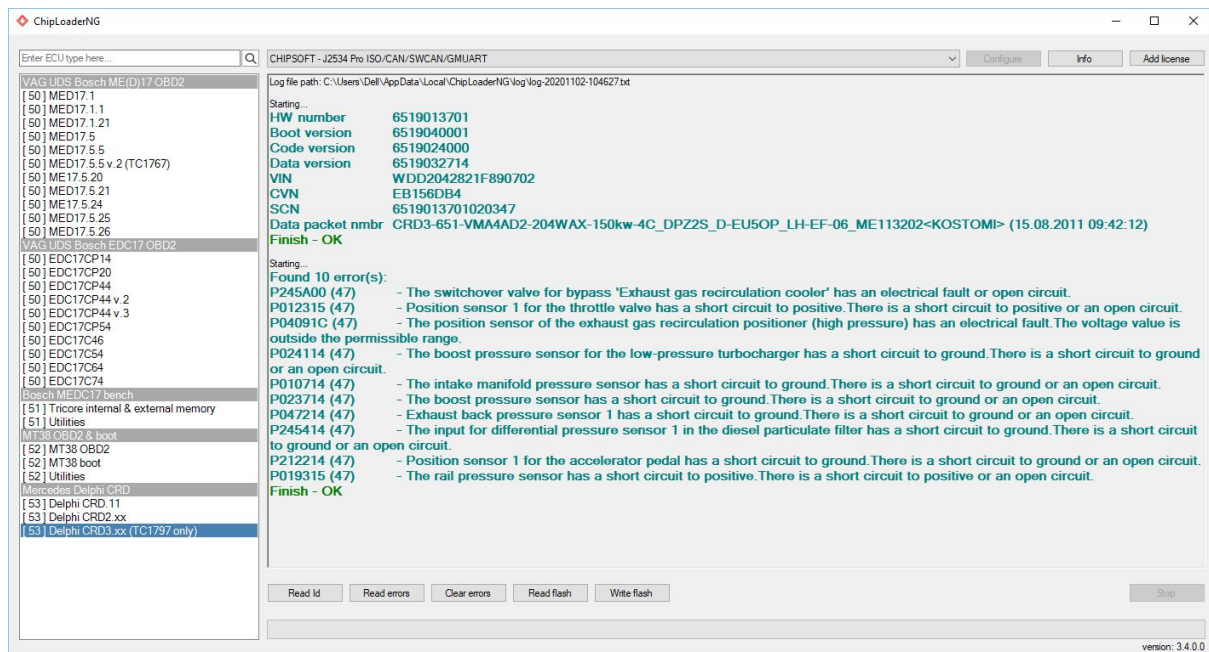 ChipLoaderNG
Enter ECU type here...
CHIPSOFT - J2534 Pro ISO/CAN/SWCAN/GMUART
Configure
Info
Add license
VAG UDS Bosch ME(D)17 OBD2
[ 50 ] MED17.1
[ 50 ] MED17.1.1
[ 50 ] MED17.1.21
[ 50 ] MED17.5
[ 50 ] MED17.5.5
[ 50 ] MED17.5.5 v.2 (TC1767)
[ 50 ] ME17.5.20
[ 50 ] MED17.5.21
[ 50 ] ME17.5.24
[ 50 ] MED17.5.25
[ 50 ] MED17.5.26
VAG UDS Bosch EDC17 OBD2
[ 50 ] EDC17CP14
[ 50 ] EDC17CP20
[ 50 ] EDC17CP44
[ 50 ] EDC17CP44 v.2
[ 50 ] EDC17CP44 v.3
[ 50 ] EDC17CP54
[ 50 ] EDC17C46
[ 50 ] EDC17C54
[ 50 ] EDC17C64
[ 50 ] EDC17C74
Bosch MEDC17 bench
[ 51 ] Tricore internal & external memory
[ 51 ] Utilities
MT38 OBD2 & boot
[ 52 ] MT38 OBD2
[ 52 ] MT38 boot
[ 52 ] Utilities
Mercedes Delphi CRD
[ 53 ] Delphi CRD.11
[ 53 ] Delphi CRD2.xx
[ 53 ] Delphi CRD3.xx (TC1797 only)
Log file path: C:\Users\Dell\AppData\Local\ChipLoaderNG\log\log-20201102-104627.txt
Starting...
HW number 6519013701
Boot version 6519040001
Code version 6519024000
Data version 6519032714
VIN WDD2042821F890702
CVN EB156DB4
SCN 6519013701020347
Data packet nmbr CRD3-651-VMA4AD2-204WAX-150kw-4C_DPZ2S_D-EU5OP_LH-EF-06_ME113202<KOSTOMI> (15.08.2011 09:42:12)
Finish - OK
Starting...
Found 10 error(s):
P245A00 (47) - The switchover valve for bypass 'Exhaust gas recirculation cooler' has an electrical fault or open circuit.
P012315 (47) - Position sensor 1 for the throttle valve has a short circuit to positive.There is a short circuit to positive or an open circuit.
P04091C (47) - The position sensor of the exhaust gas recirculation positioner (high pressure) has an electrical fault.The voltage value is
outside the permissible range.
P024114 (47) - The boost pressure sensor for the low-pressure turbocharger has a short circuit to ground.There is a short circuit to ground
or an open circuit.
P010714 (47) - The intake manifold pressure sensor has a short circuit to ground.There is a short circuit to ground or an open circuit.
P023714 (47) - The boost pressure sensor has a short circuit to ground.There is a short circuit to ground or an open circuit.
P047214 (47) - Exhaust back pressure sensor 1 has a short circuit to ground.There is a short circuit to ground or an open circuit.
P245414 (47) - The input for differential pressure sensor 1 in the diesel particulate filter has a short circuit to ground.There is a short circuit
to ground or an open circuit.
P212214 (47) - Position sensor 1 for the accelerator pedal has a short circuit to ground.There is a short circuit to ground or an open circuit.
P019315 (47) - The rail pressure sensor has a short circuit to positive.There is a short circuit to positive or an open circuit.
Finish - OK
Read Id
Read errors
Clear errors
Read flash
Write flash
Stop
version: 3.4.0.0